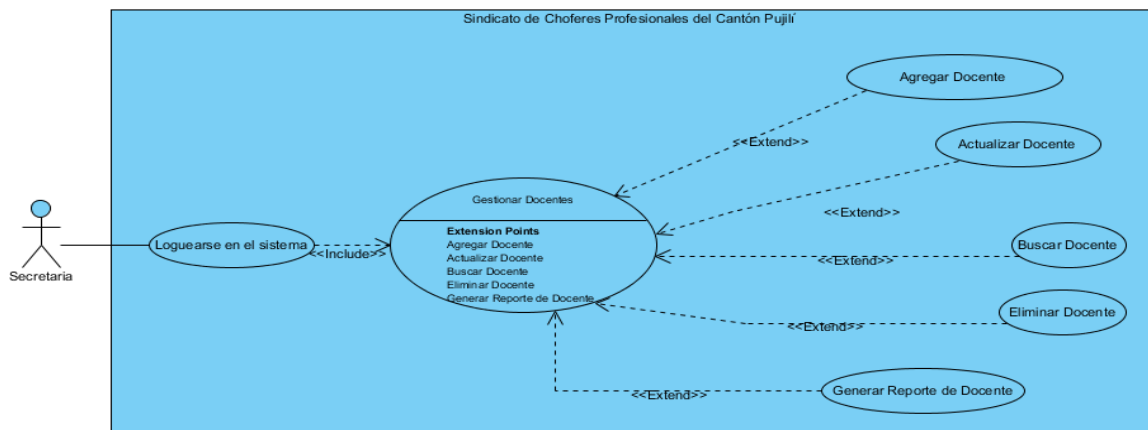 Sindicato de Choferes Profesionales del Cantón Pujilí
Agregar Docente
<<Extend>>
Actualizar Docente
<<Extend>>
Gestionar Docentes
Extension Points
Agregar Docente
Actualizar Docente
Buscar Docente
Eliminar Docente
Generar Reporte de Docente
Secretaria
Loguearse en el sistema
<<Include>>
Buscar Docente
<<Extend>>
Eliminar Docente
<<Extend>>
Generar Reporte de Docente
<<Extend>>